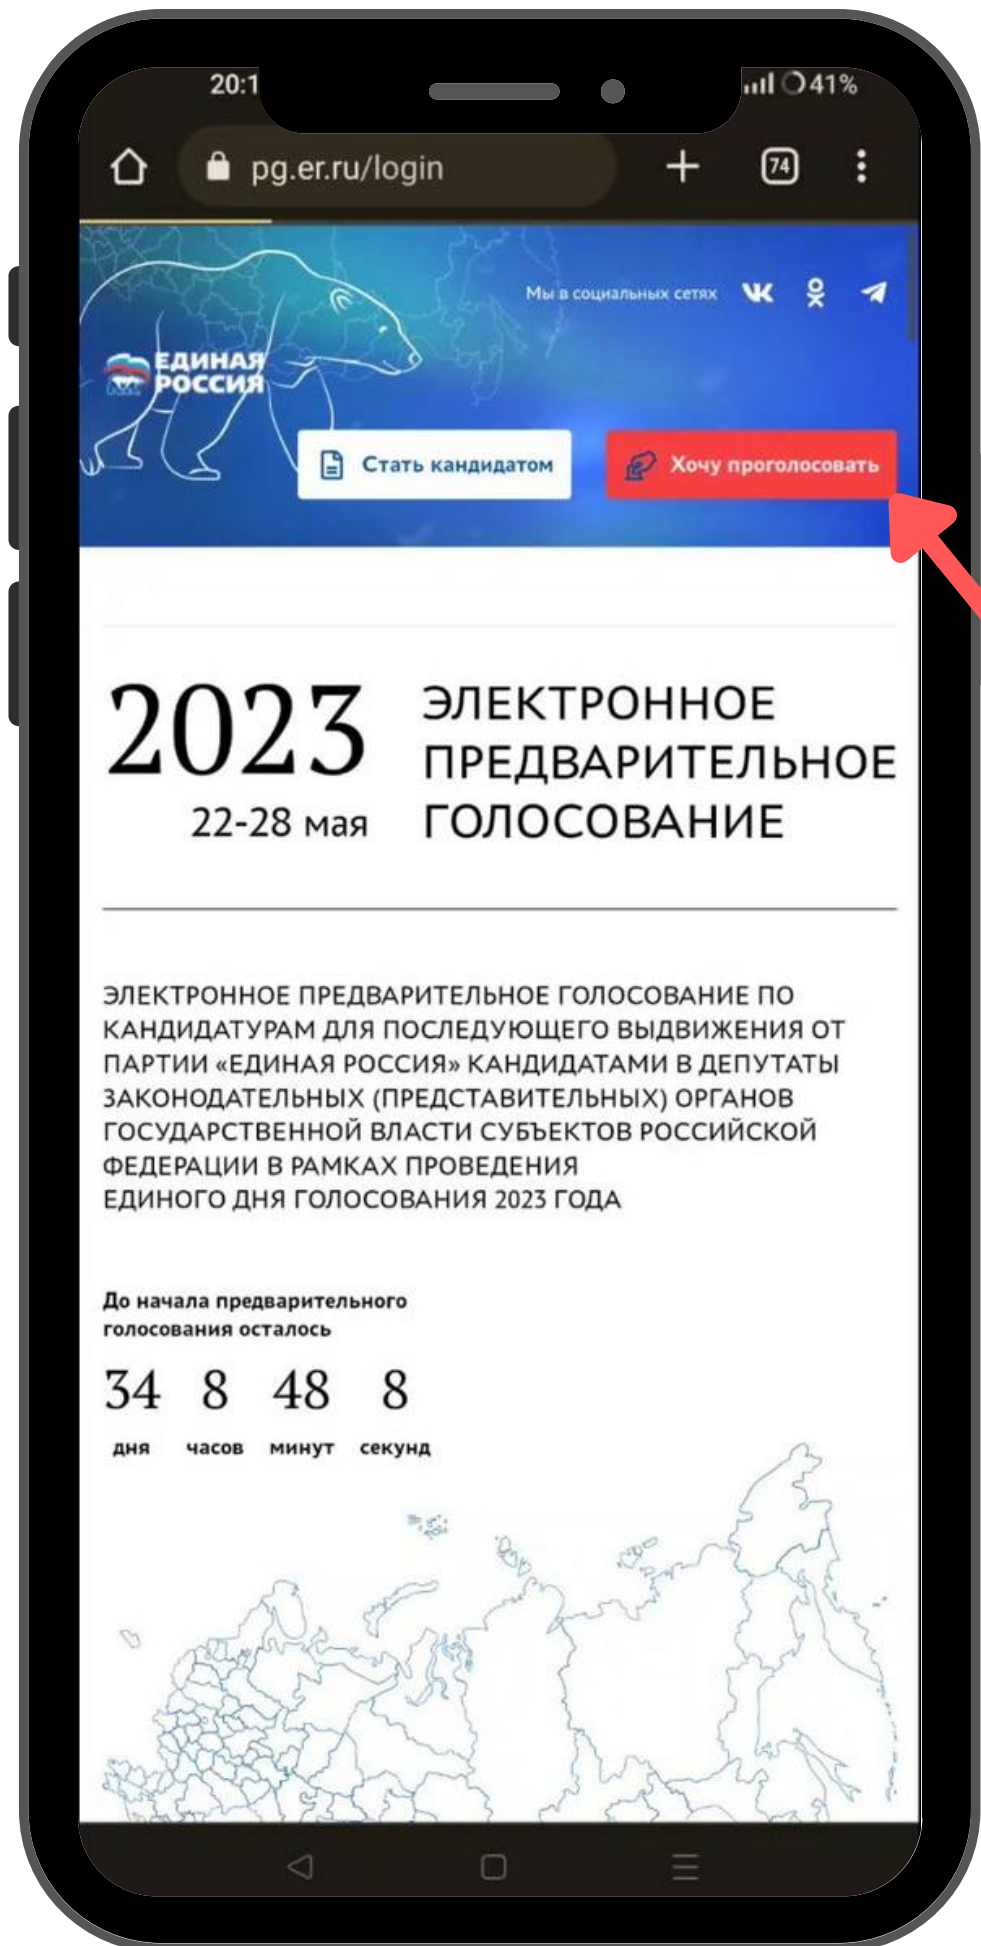 20:1
41%
pg.er.ru/login
74
Мы в социальных сетях
ЕДИНАЯ
РОССИЯ
Стать кандидатом
Хочу проголосовать
2023
22-28 мая
ЭЛЕКТРОННОЕ
ПРЕДВАРИТЕЛЬНОЕ
ГОЛОСОВАНИЕ
ЭЛЕКТРОННОЕ ПРЕДВАРИТЕЛЬНОЕ ГОЛОСОВАНИЕ ПО
КАНДИДАТУРАМ ДЛЯ ПОСЛЕДУЮЩЕГО ВЫДВИЖЕНИЯ ОТ
ПАРТИИ «ЕДИНАЯ РОССИЯ» КАНДИДАТАМИ В ДЕПУТАТЫ
ЗАКОНОДАТЕЛЬНЫХ (ПРЕДСТАВИТЕЛЬНЫХ) ОРГАНОВ
ГОСУДАРСТВЕННОЙ ВЛАСТИ СУБЪЕКТОВ РОССИЙСКОЙ
ФЕДЕРАЦИИ В РАМКАХ ПРОВЕДЕНИЯ
ЕДИНОГО ДНЯ ГОЛОСОВАНИЯ 2023 ГОДА
До начала предварительного
голосования осталось
34 8 48 8
дня часов минут секунд